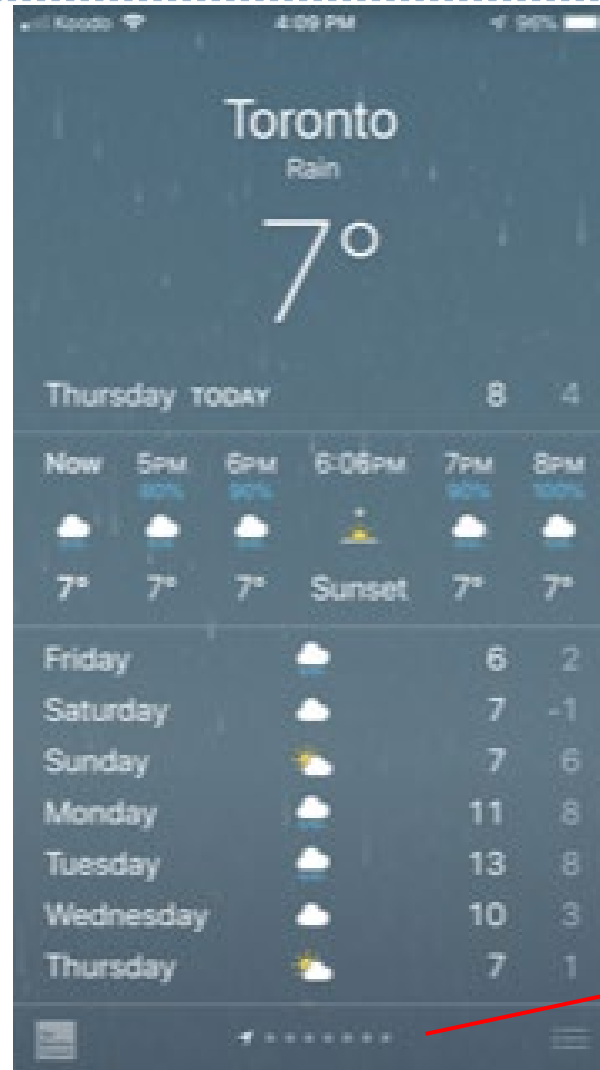 Koodo 4:09 PM 96%
Toronto
Rain
7°
Thursday TODAY 8 4
Now 5PM 6PM 6:06PM 7PM 8PM
90% 90% 100%
7° 7° 7° Sunset 7° 7°
Friday 6 2
Saturday 7 -1
Sunday 7 6
Monday 11 8
Tuesday 13 8
Wednesday 10 3
Thursday 7 1